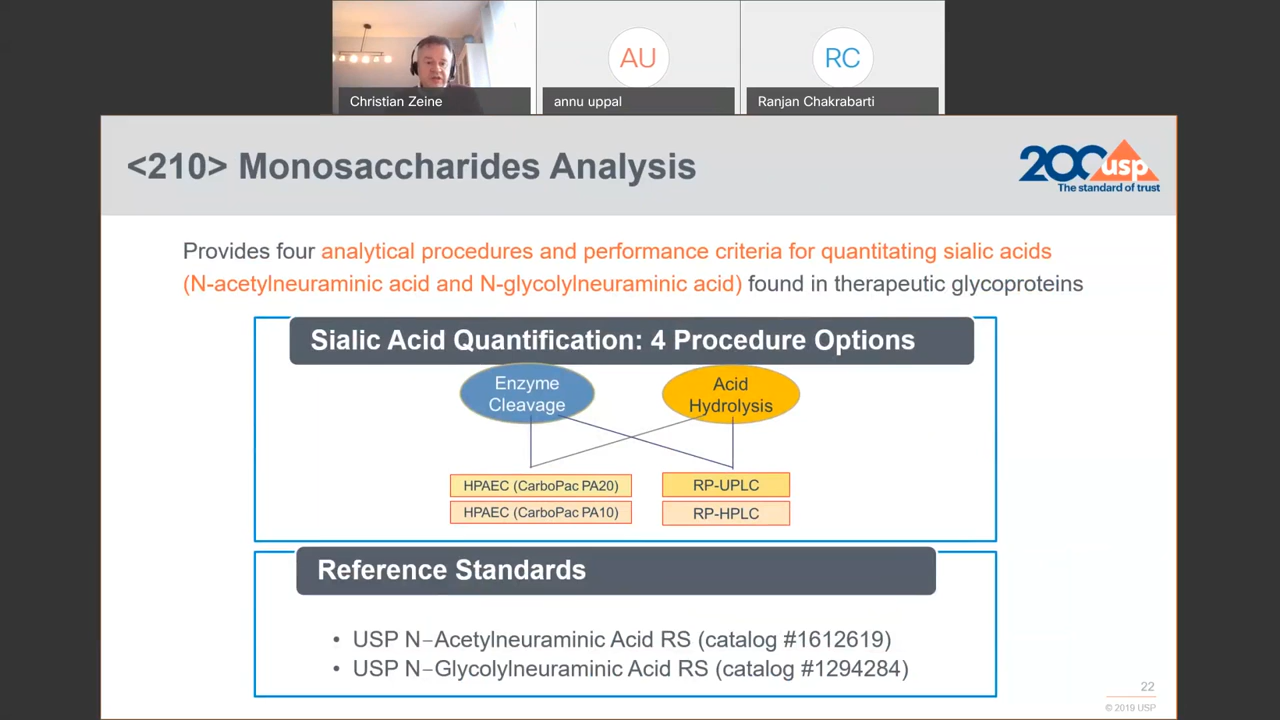 AU
RC
Christian Zeine
annu uppal
Ranjan Chakrabarti
<210> Monosaccharides Analysis
200 usp
The standard of trust
Provides four analytical procedures and performance criteria for quantitating sialic acids
(N-acetylneuraminic acid and N-glycolylneuraminic acid) found in therapeutic glycoproteins
Sialic Acid Quantification: 4 Procedure Options
Enzyme
Cleavage
Acid
Hydrolysis
HPAEC (CarboPac PA20)
RP-UPLC
HPAEC (CarboPac PA10)
RP-HPLC
Reference Standards
• USP N–Acetylneuraminic Acid RS (catalog #1612619)
• USP N–Glycolylneuraminic Acid RS (catalog #1294284)
22
© 2019 USP